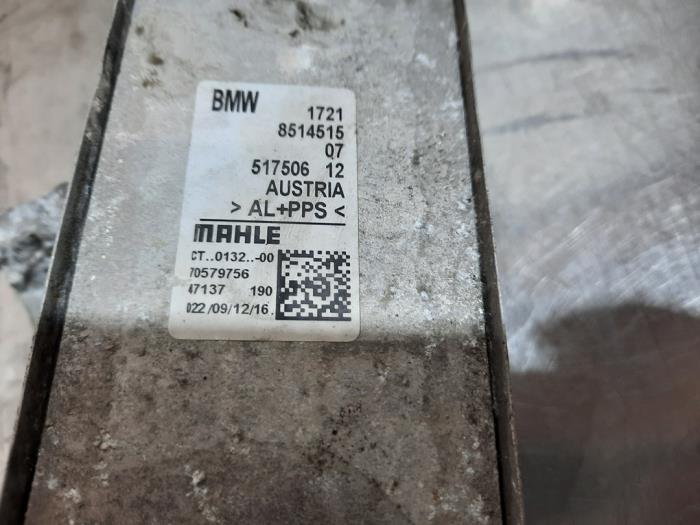 BMW 1721
8514515
07
517506 12
AUSTRIA
> AL+PPS <
MAHLE
CT..0132..-00
70579756
47137 190
022/09/12/16.